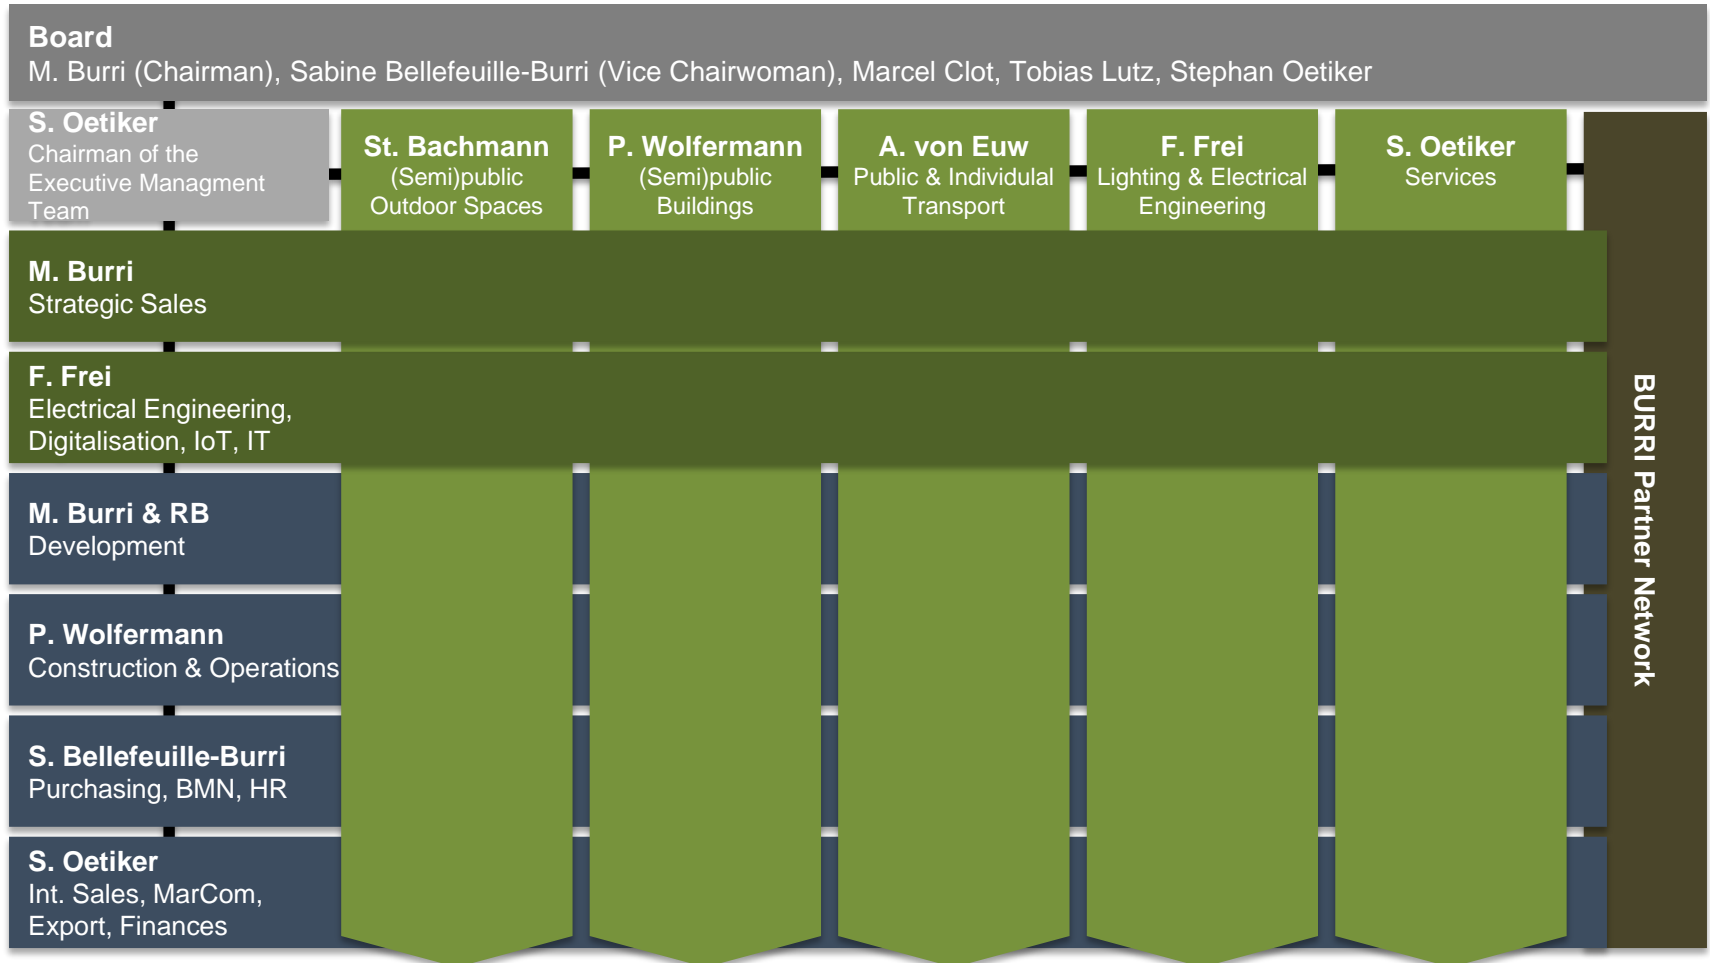 Board
M. Burri (Chairman), Sabine Bellefeuille-Burri (Vice Chairwoman), Marcel Clot, Tobias Lutz, Stephan Oetiker
S. Oetiker
Chairman of the
Executive Managment
Team
St. Bachmann
(Semi)public
Outdoor Spaces
P. Wolfermann
(Semi)public
Buildings
A. von Euw
Public & Individulal
Transport
F. Frei
Lighting & Electrical
Engineering
S. Oetiker
Services
M. Burri
Strategic Sales
F. Frei
Electrical Engineering,
Digitalisation, IoT, IT
M. Burri & RB
Development
P. Wolfermann
Construction & Operations
S. Bellefeuille-Burri
Purchasing, BMN, HR
S. Oetiker
Int. Sales, MarCom,
Export, Finances
BURRI Partner Network